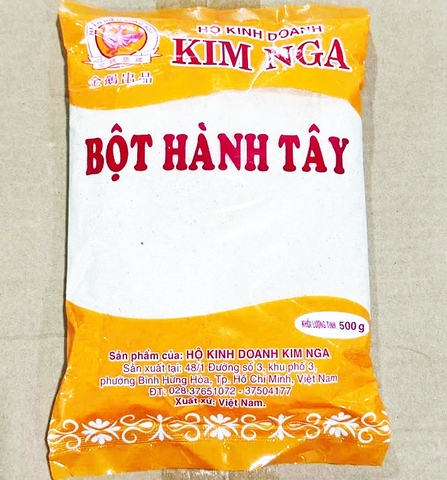 HỘ KINH DOANH
KIM NGA
金鵝出品
BỘT HÀNH TÂY
KHỐI LƯỢNG TỊNH: 500 g
Sản phẩm của: HỘ KINH DOANH KIM NGA
Sản xuất tại: 48/1 Đường số 3, khu phố 3,
phường Bình Hưng Hòa, Tp. Hồ Chí Minh, Việt Nam
ĐT: 028.37651072 - 37504177
Xuất xứ: Việt Nam.